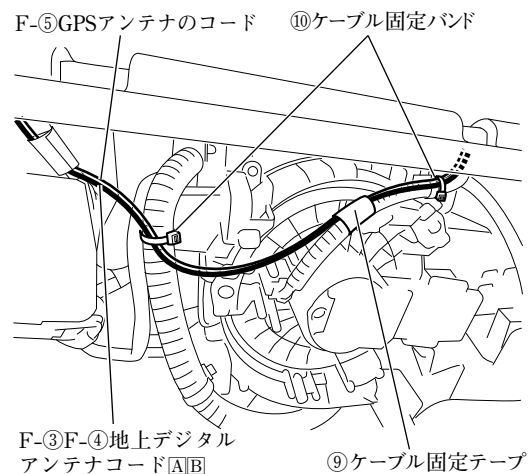 F-⑤GPSアンテナのコード
⑩ケーブル固定バンド
F-③F-④地上デジタル
アンテナコード🄰🄱
⑨ケーブル固定テープ